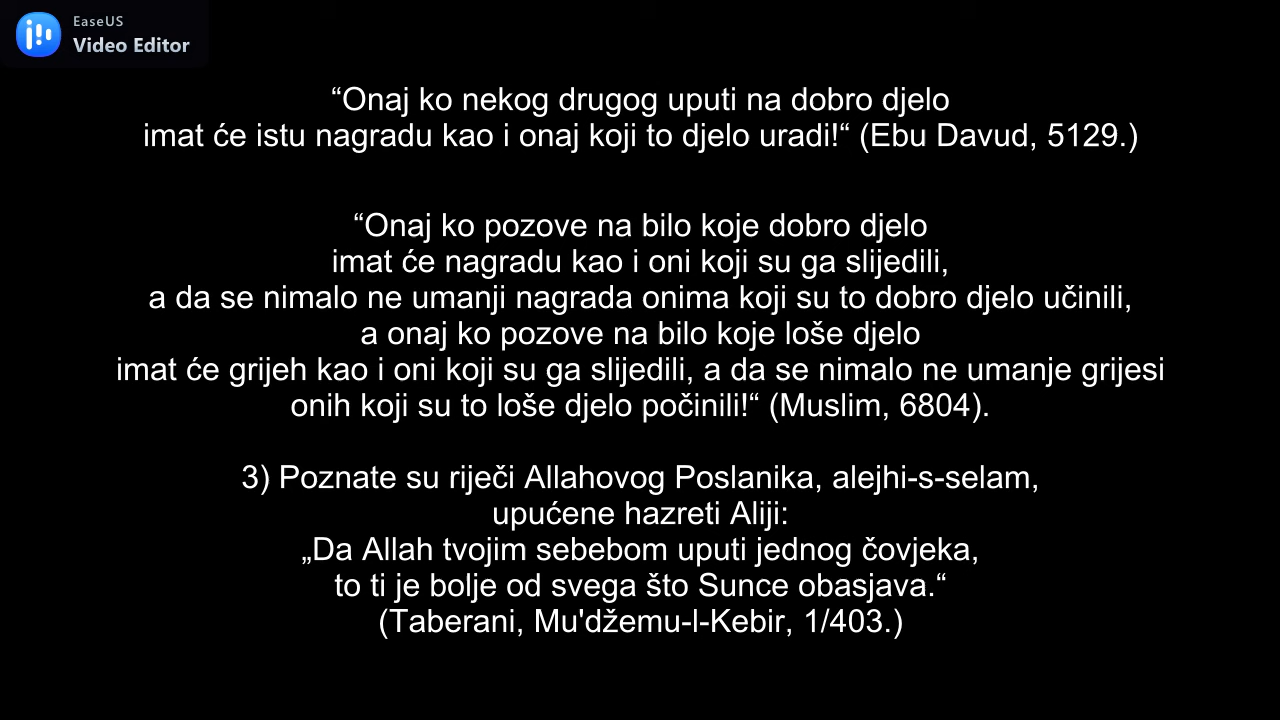 EaseUS
Video Editor
“Onaj ko nekog drugog uputi na dobro djelo
imat će istu nagradu kao i onaj koji to djelo uradi!“ (Ebu Davud, 5129.)
“Onaj ko pozove na bilo koje dobro djelo
imat će nagradu kao i oni koji su ga slijedili,
a da se nimalo ne umanji nagrada onima koji su to dobro djelo učinili,
a onaj ko pozove na bilo koje loše djelo
imat će grijeh kao i oni koji su ga slijedili, a da se nimalo ne umanje grijesi
onih koji su to loše djelo počinili!“ (Muslim, 6804).
3) Poznate su riječi Allahovog Poslanika, alejhi-s-selam,
upućene hazreti Aliji:
„Da Allah tvojim sebebom uputi jednog čovjeka,
to ti je bolje od svega što Sunce obasjava.“
(Taberani, Mu'džemu-l-Kebir, 1/403.)